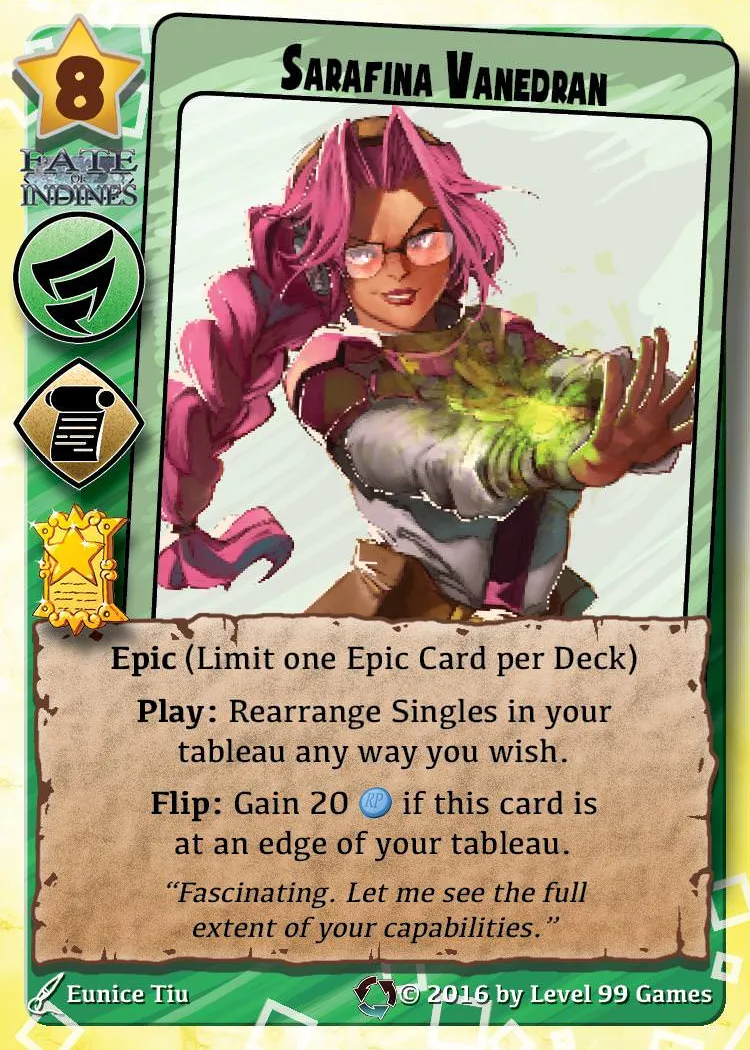 8
SARAFINA VANEDRAN
FATE
OF
INDINES
Epic (Limit one Epic Card per Deck)
Play: Rearrange Singles in your
tableau any way you wish.
Flip: Gain 20 RP if this card is
at an edge of your tableau.
“Fascinating. Let me see the full
extent of your capabilities.”
Eunice Tiu
© 2016 by Level 99 Games